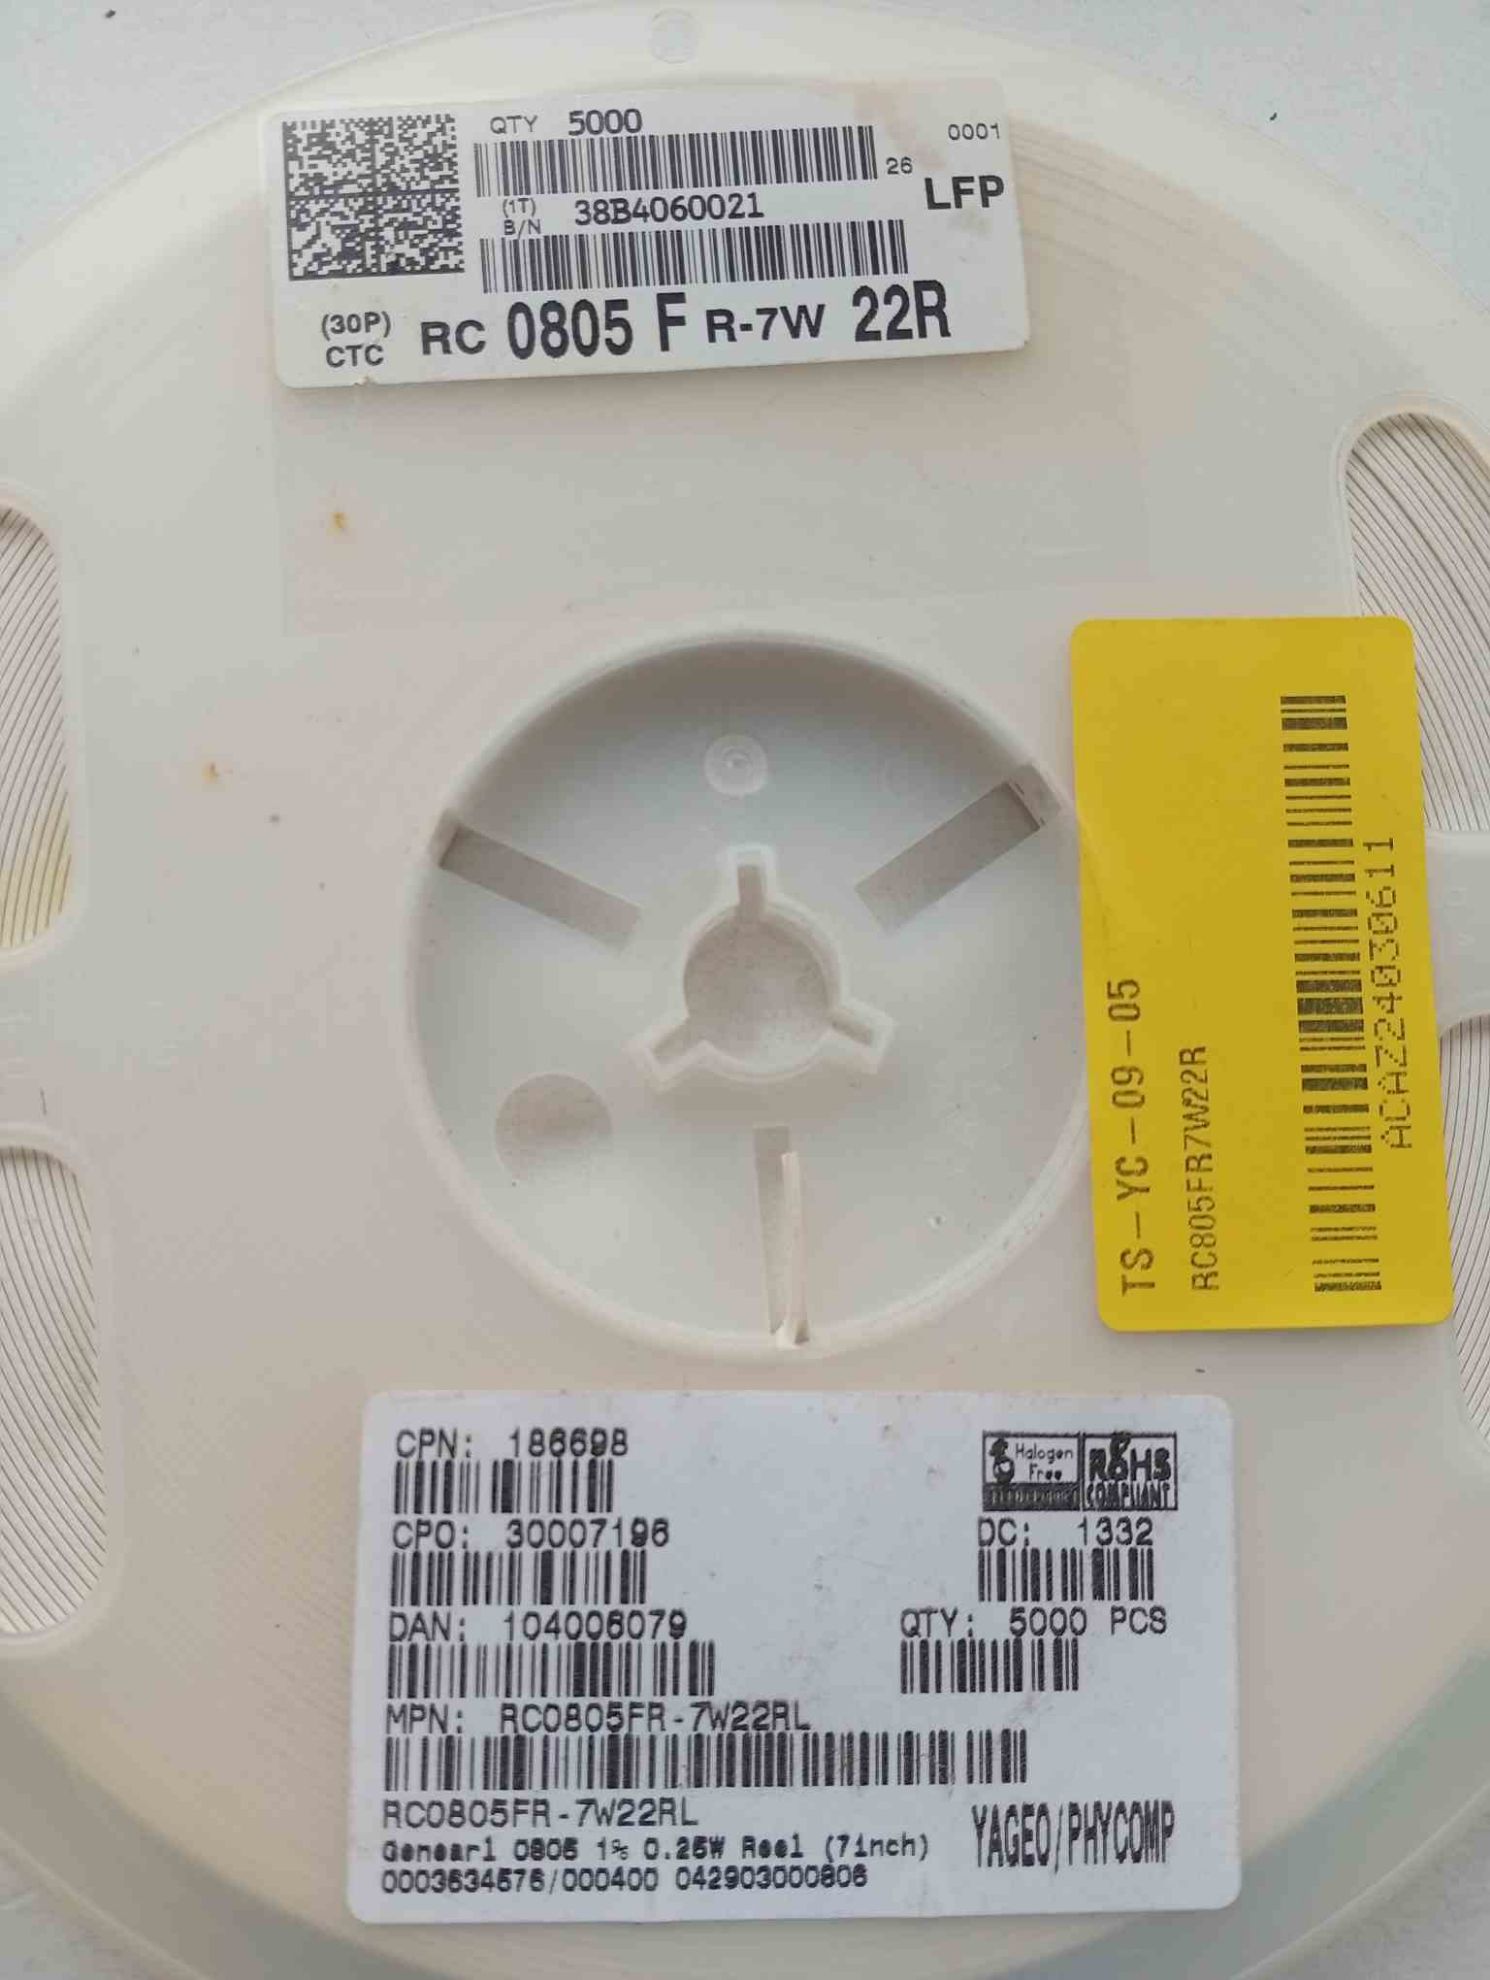 QTY 5000
0001
26
LFP
(1T)
B/N 38B4060021
(30P)
CTC
RC 0805 F R-7W 22R
TS-YC-09-05
RC805FR7W22R
ACAZ24030611
CPN: 186698
Halogen
Free
ROHS
COMPLIANT
CPO: 30007196
DC: 1332
DAN: 104006079
QTY: 5000 PCS
MPN: RC0805FR-7W22RL
RC0805FR-7W22RL
YAGEO/PHYCOMP
Genearl 0805 1% 0.25W Reel (7inch)
0003634576/000400 042903000806